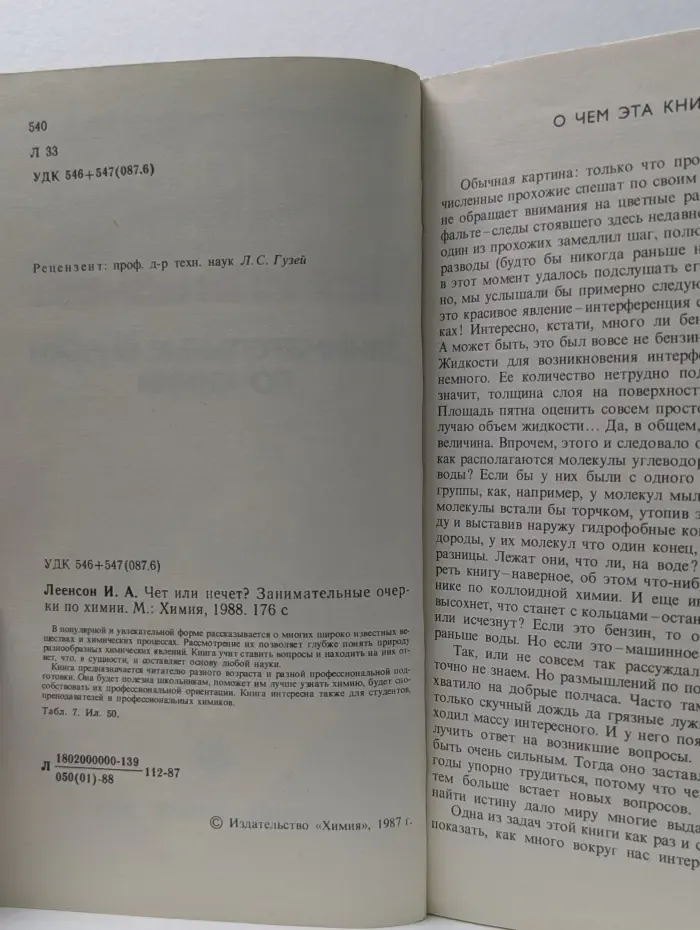 540
Л 33
УДК 546+547(087.6)
Рецензент: проф. д-р техн. наук Л. С. Гузей
УДК 546+547(087.6)
Леенсон И. А. Чет или нечет? Занимательные очер-
ки по химии. М.: Химия, 1988. 176 с
В популярной и увлекательной форме рассказывается о многих широко известных ве-
ществах и химических процессах. Рассмотрение их позволяет глубже понять природу
разнообразных химических явлений. Книга учит ставить вопросы и находить на них от-
вет, что, в сущности, и составляет основу любой науки.
Книга предназначена читателю разного возраста и разной профессиональной под-
готовки. Она будет полезна школьникам, поможет им лучше узнать химию, будет спо-
собствовать их профессиональной ориентации. Книга интересна также для студентов,
преподавателей и профессиональных химиков.
Табл. 7. Ил. 50.
Л 1802000000-139
050(01)-88 112-87
© Издательство «Химия», 1987 г.
О ЧЕМ ЭТА КНИ
Обычная картина: только что про
численные прохожие спешат по своим
не обращает внимания на цветные ра
фальте–следы стоявшего здесь недавн
один из прохожих замедлил шаг, полю
разводы (будто бы никогда раньше н
в этот момент удалось подслушать ег
но, мы услышали бы примерно следую
это красивое явление–интерференция с
ках! Интересно, кстати, много ли бен
А может быть, это был вовсе не бензин
Жидкости для возникновения интерф
немного. Ее количество нетрудно под
значит, толщина слоя на поверхност
Площадь пятна оценить совсем прост
лучаю объем жидкости... Да, в общем,
величина. Впрочем, этого и следовало о
как располагаются молекулы углеводор
воды? Если бы у них были с одного
группы, как, например, у молекул мыл
молекулы встали бы торчком, утопив э
ду и выставив наружу гидрофобные ко
дороды, у их молекул что один конец,
разницы. Лежат они, что ли, на воде?
реть книгу–наверное, об этом что-ниб
нике по коллоидной химии. И еще ин
высохнет, что станет с кольцами–остан
или исчезнут? Если это бензин, то о
раньше воды. Но если это–машинное
Так, или не совсем так рассуждал
точно не знаем. Но размышлений по по
хватило на добрые полчаса. Часто там
только скучный дождь да грязные луж
ходил массу интересного. И у него поя
лучить ответ на возникшие вопросы.
быть очень сильным. Тогда оно застав
годы упорно трудиться, потому что че
тем больше встает новых вопросов.
найти истину дало миру многие выда
Одна из задач этой книги как раз и с
показать, как много вокруг нас интер